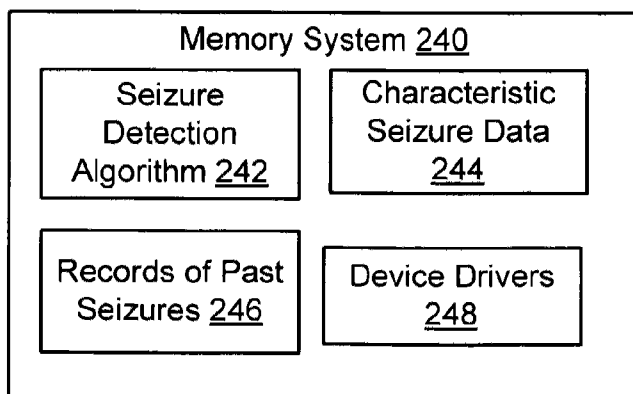 Memory System 240
Seizure
Detection
Algorithm 242
Characteristic
Seizure Data
244
Records of Past
Seizures 246
Device Drivers
248